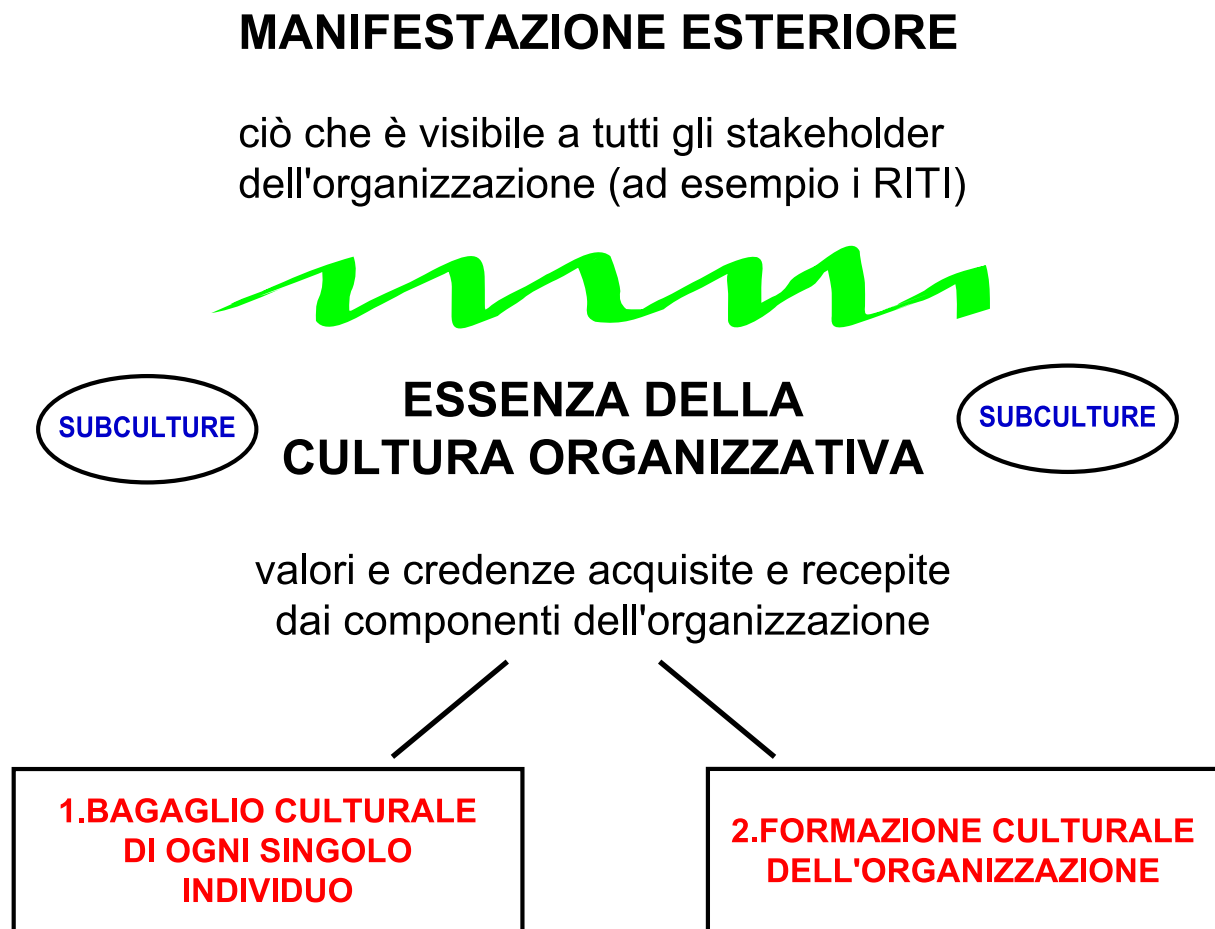 MANIFESTAZIONE ESTERIORE
ciò che è visibile a tutti gli stakeholder
dell'organizzazione (ad esempio i RITI)
SUBCULTURE
ESSENZA DELLA
CULTURA ORGANIZZATIVA
SUBCULTURE
valori e credenze acquisite e recepite
dai componenti dell'organizzazione
1.BAGAGLIO CULTURALE
DI OGNI SINGOLO
INDIVIDUO
2.FORMAZIONE CULTURALE
DELL'ORGANIZZAZIONE